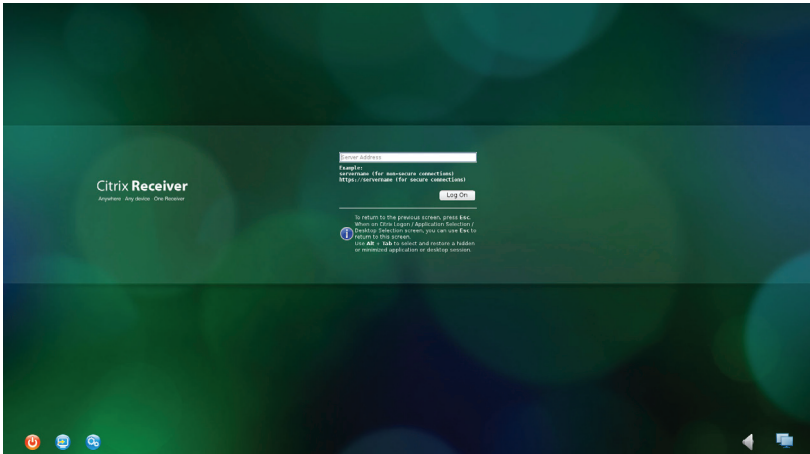 Server Address
Example:
servername (for non-secure connections)
https://servername (for secure connections)
Citrix Receiver
Anywhere Any device One Receiver
Log On
To return to the previous screen, press Esc.
When on Citrix Logon / Application Selection /
Desktop Selection screen, you can use Esc to
return to this screen.
Use Alt + Tab to select and restore a hidden
or minimized application or desktop session.